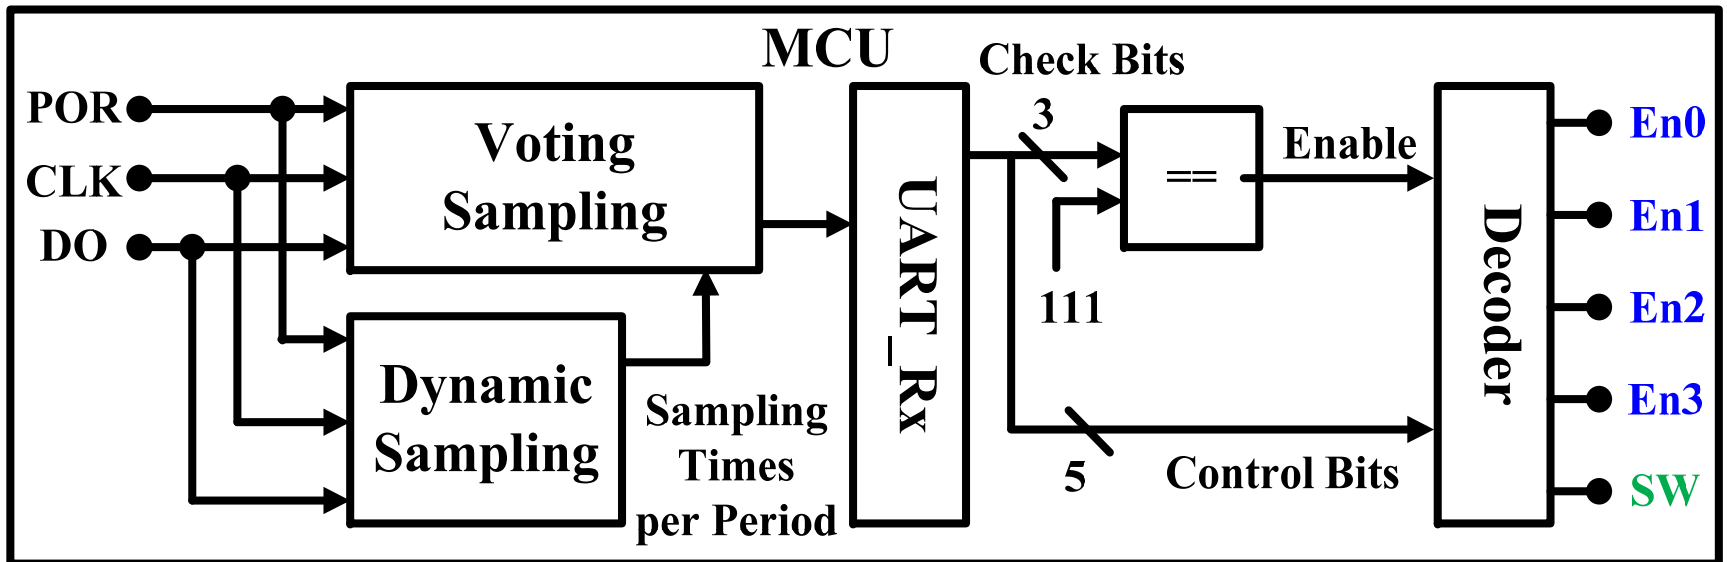 MCU
POR
CLK
DO
Voting
Sampling
Dynamic
Sampling
Sampling
Times
per Period
UART_Rx
Check Bits
3
==
111
Enable
5
Control Bits
Decoder
En0
En1
En2
En3
SW